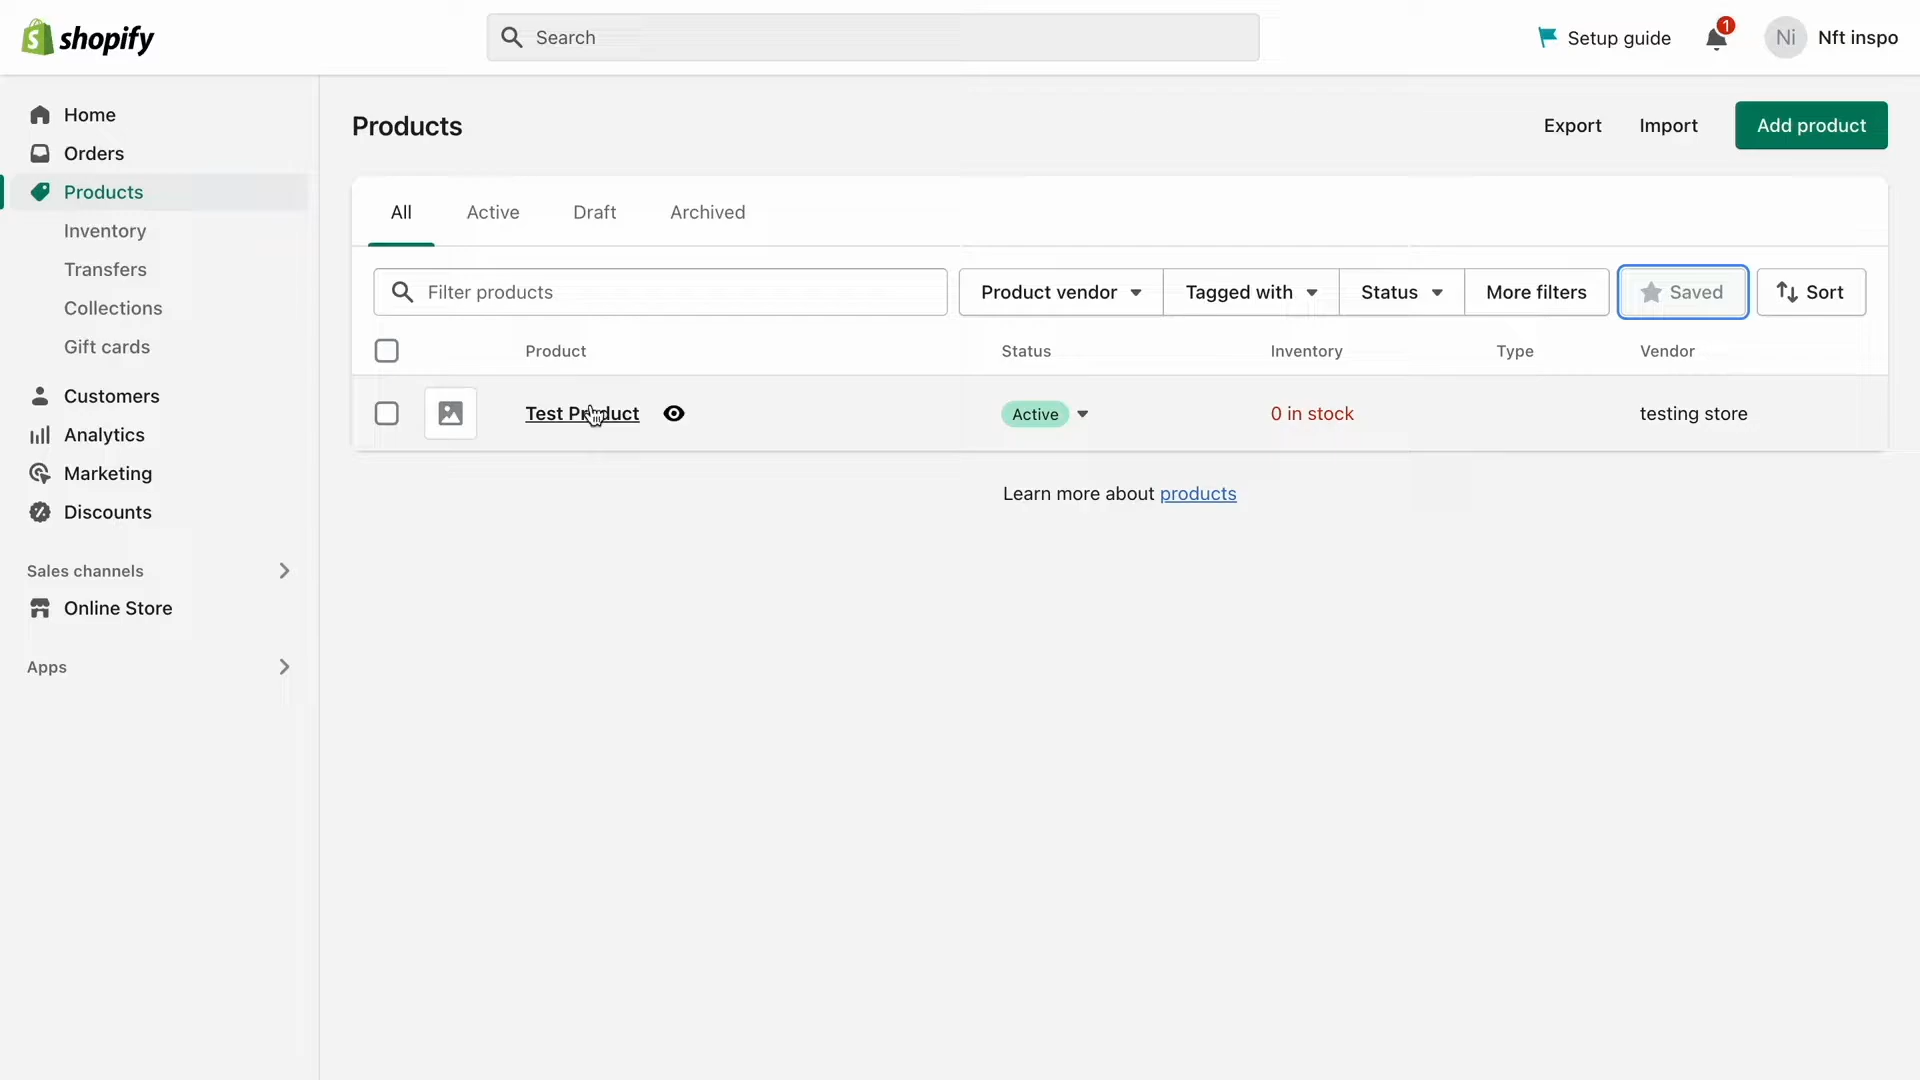 shopify
Search
Setup guide
1
Ni
Nft inspo
Home
Orders
Products
Inventory
Transfers
Collections
Gift cards
Customers
Analytics
Marketing
Discounts
Sales channels
Online Store
Apps
Products
Export
Import
Add product
All
Active
Draft
Archived
Filter products
Product vendor
Tagged with
Status
More filters
Saved
Sort
Product
Status
Inventory
Type
Vendor
Test Product
Active
0 in stock
testing store
Learn more about products